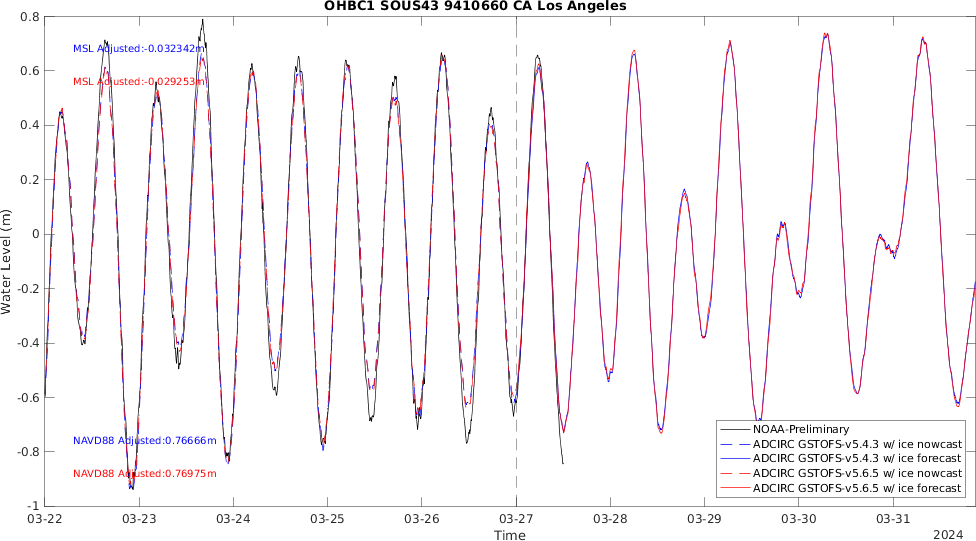 OHBC1 SOUS43 9410660 CA Los Angeles
0.8
0.6
0.4
0.2
0
-0.2
-0.4
-0.6
-0.8
-1
Water Level (m)
MSL Adjusted:-0.032342m
MSL Adjusted:-0.029253m
NAVD88 Adjusted:0.76666m
NAVD88 Adjusted:0.76975m
NOAA-Preliminary
ADCIRC GSTOFS-v5.4.3 w/ ice nowcast
ADCIRC GSTOFS-v5.4.3 w/ ice forecast
ADCIRC GSTOFS-v5.6.5 w/ ice nowcast
ADCIRC GSTOFS-v5.6.5 w/ ice forecast
03-22 03-23 03-24 03-25 03-26 03-27 03-28 03-29 03-30 03-31
Time
2024